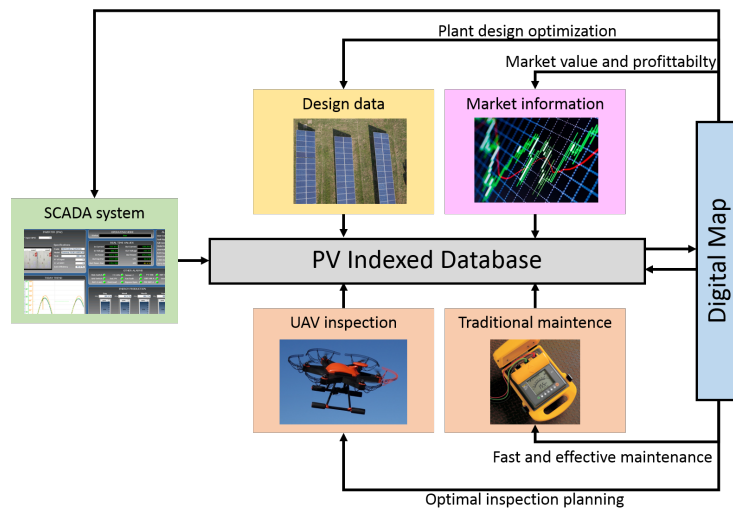 Plant design optimization
Market value and profittabilty
Design data
Market information
SCADA system
PV Indexed Database
Digital Map
UAV inspection
Traditional maintence
Fast and effective maintenance
Optimal inspection planning